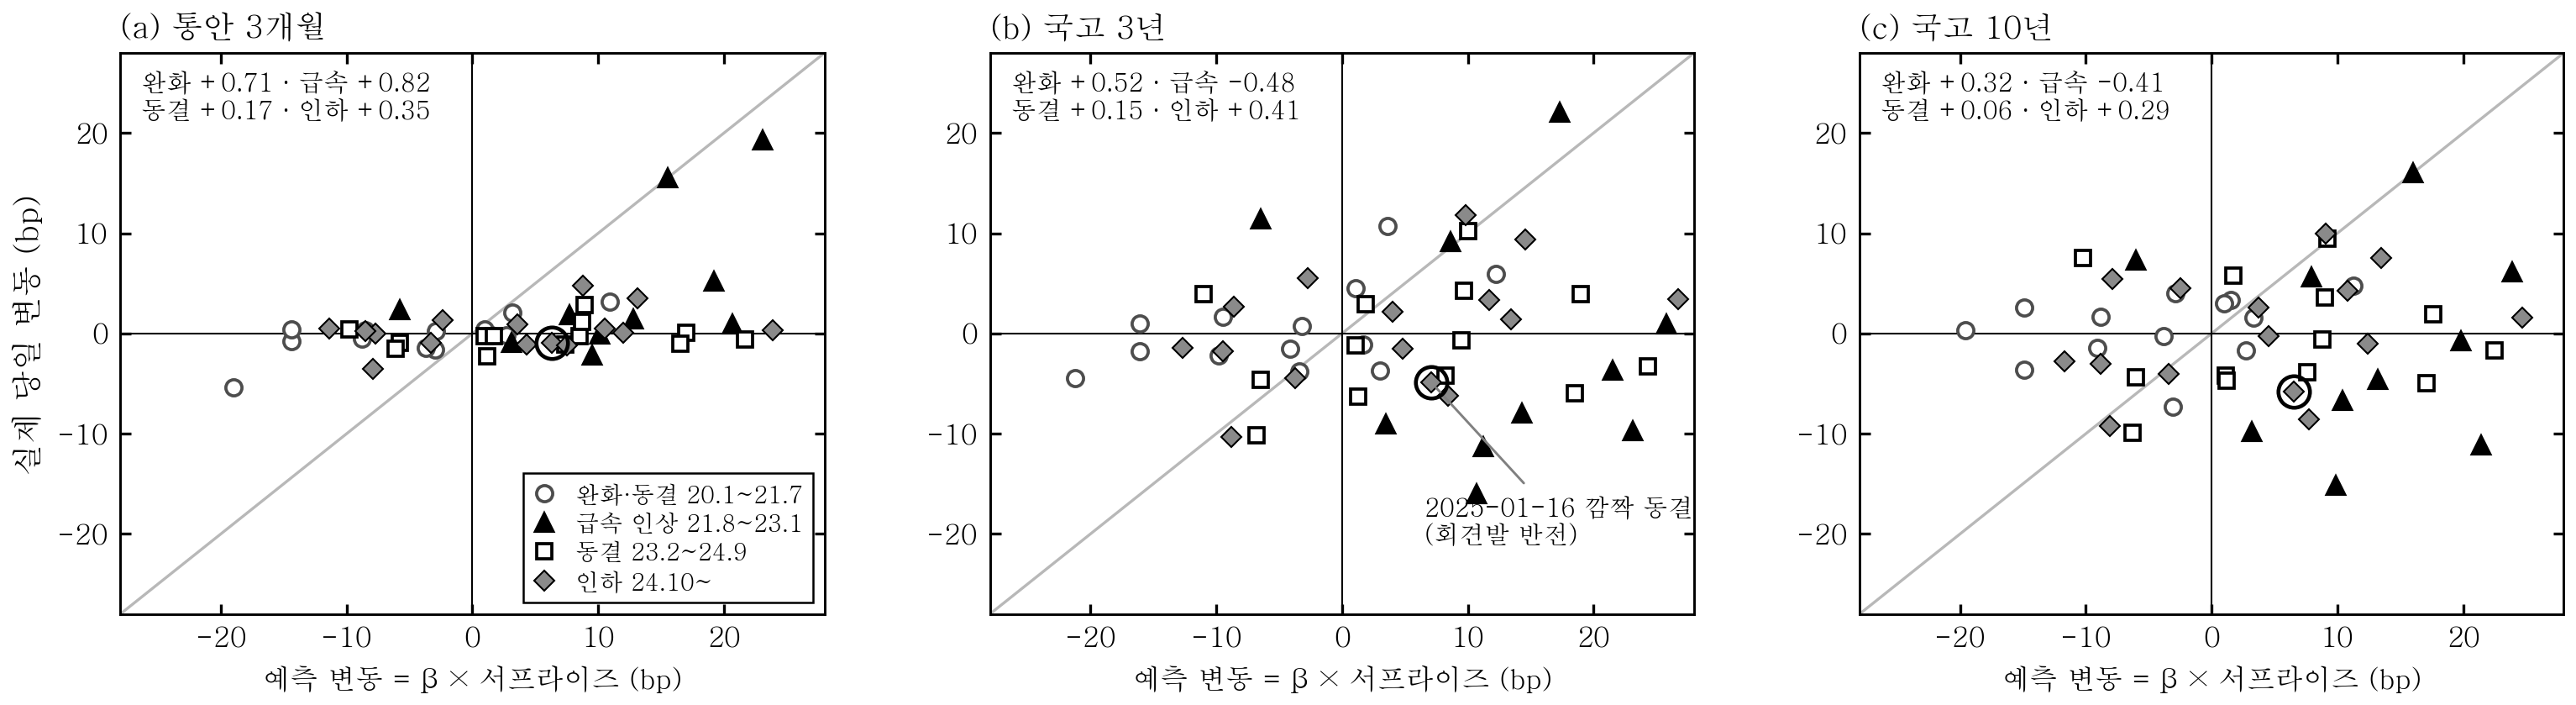 (a) 통안 3개월
완화 +0.71 · 급속 +0.82
동결 +0.17 · 인하 +0.35
실제 당일 변동 (bp)
20
10
0
−10
−20
완화·동결 20.1~21.7
급속 인상 21.8~23.1
동결 23.2~24.9
인하 24.10~
−20 −10 0 10 20
예측 변동 = β × 서프라이즈 (bp)
(b) 국고 3년
완화 +0.52 · 급속 −0.48
동결 +0.15 · 인하 +0.41
20
10
0
−10
−20
2025-01-16 깜짝 동결
(회견발 반전)
−20 −10 0 10 20
예측 변동 = β × 서프라이즈 (bp)
(c) 국고 10년
완화 +0.32 · 급속 −0.41
동결 +0.06 · 인하 +0.29
20
10
0
−10
−20
−20 −10 0 10 20
예측 변동 = β × 서프라이즈 (bp)